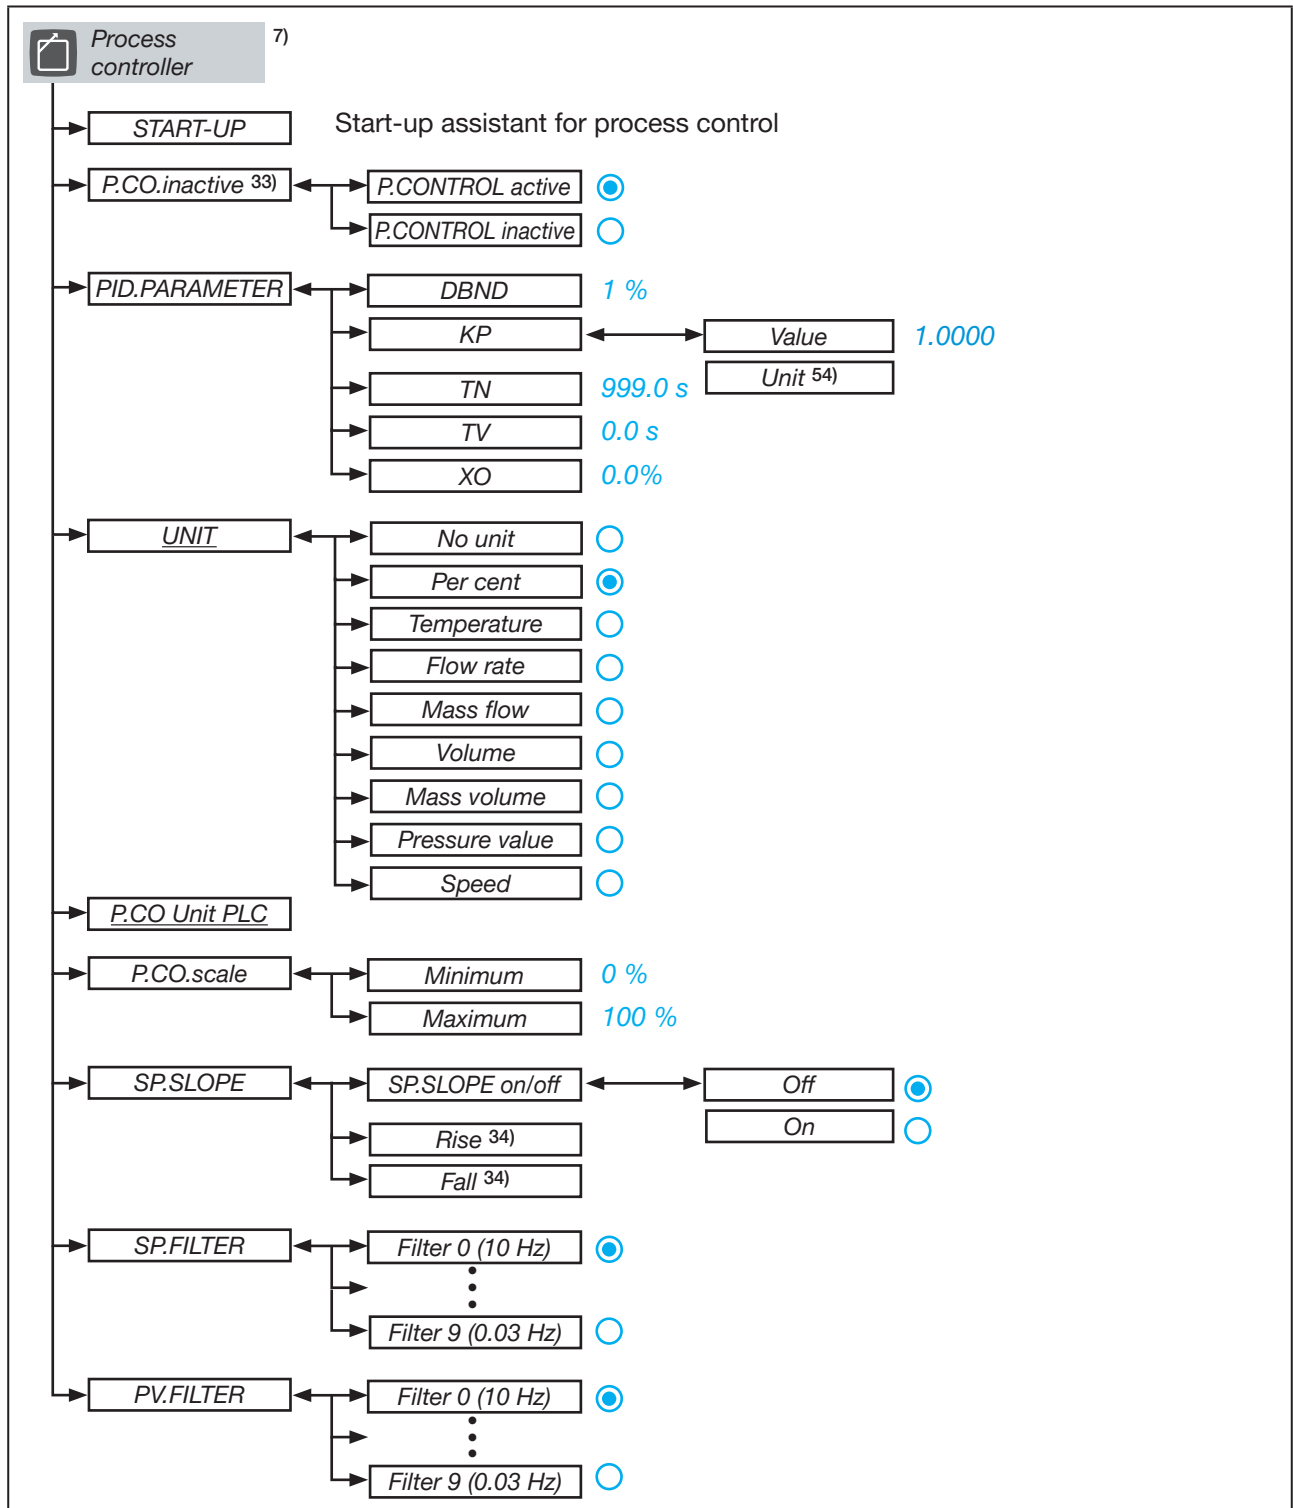 Process
controller
7)
START-UP
Start-up assistant for process control
P.CO.inactive 33)
P.CONTROL active
P.CONTROL inactive
PID.PARAMETER
DBND
1 %
KP
Value
1.0000
Unit 54)
TN
999.0 s
TV
0.0 s
XO
0.0%
UNIT
No unit
Per cent
Temperature
Flow rate
Mass flow
Volume
Mass volume
Pressure value
Speed
P.CO Unit PLC
P.CO.scale
Minimum
0 %
Maximum
100 %
SP.SLOPE
SP.SLOPE on/off
Off
On
Rise 34)
Fall 34)
SP.FILTER
Filter 0 (10 Hz)
Filter 9 (0.03 Hz)
PV.FILTER
Filter 0 (10 Hz)
Filter 9 (0.03 Hz)